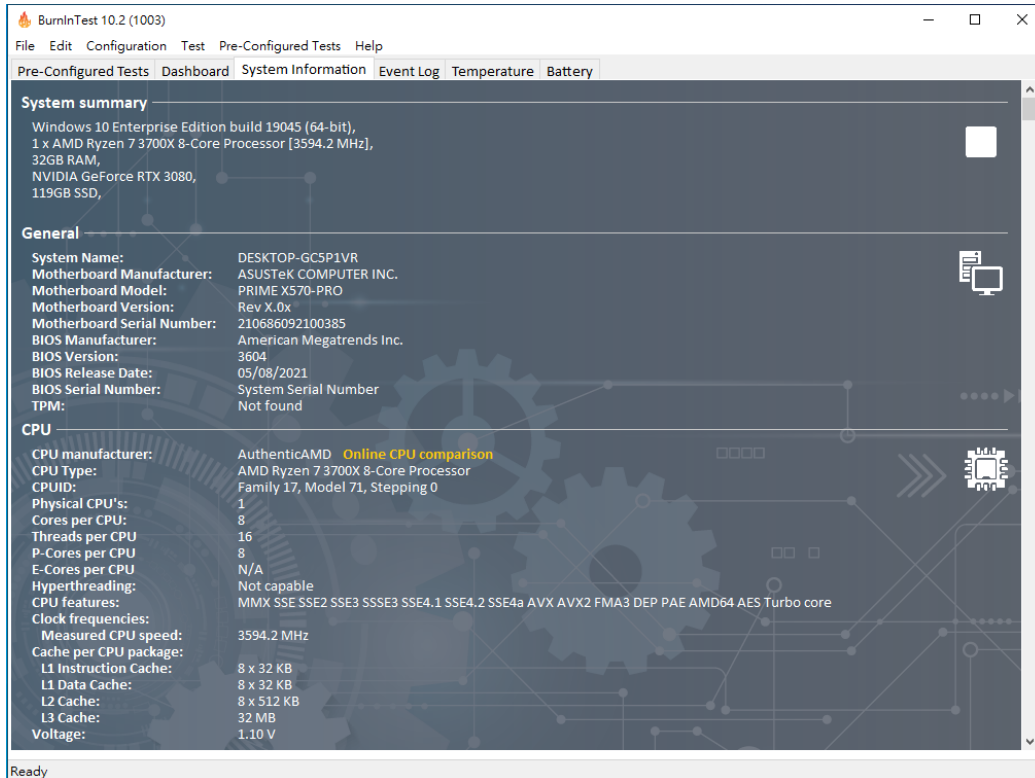 BurnInTest 10.2 (1003)
File Edit Configuration Test Pre-Configured Tests Help
Pre-Configured Tests Dashboard System Information Event Log Temperature Battery
System summary
Windows 10 Enterprise Edition build 19045 (64-bit),
1 x AMD Ryzen 7 3700X 8-Core Processor [3594.2 MHz],
32GB RAM,
NVIDIA GeForce RTX 3080,
119GB SSD,
General
System Name: DESKTOP-GC5P1VR
Motherboard Manufacturer: ASUSTeK COMPUTER INC.
Motherboard Model: PRIME X570-PRO
Motherboard Version: Rev X.0x
Motherboard Serial Number: 210686092100385
BIOS Manufacturer: American Megatrends Inc.
BIOS Version: 3604
BIOS Release Date: 05/08/2021
BIOS Serial Number: System Serial Number
TPM: Not found
CPU
CPU manufacturer: AuthenticAMD Online CPU comparison
CPU Type: AMD Ryzen 7 3700X 8-Core Processor
CPUID: Family 17, Model 71, Stepping 0
Physical CPU's: 1
Cores per CPU: 8
Threads per CPU 16
P-Cores per CPU 8
E-Cores per CPU N/A
Hyperthreading: Not capable
CPU features: MMX SSE SSE2 SSE3 SSSE3 SSE4.1 SSE4.2 SSE4a AVX AVX2 FMA3 DEP PAE AMD64 AES Turbo core
Clock frequencies:
Measured CPU speed: 3594.2 MHz
Cache per CPU package:
L1 Instruction Cache: 8 x 32 KB
L1 Data Cache: 8 x 32 KB
L2 Cache: 8 x 512 KB
L3 Cache: 32 MB
Voltage: 1.10 V
Ready